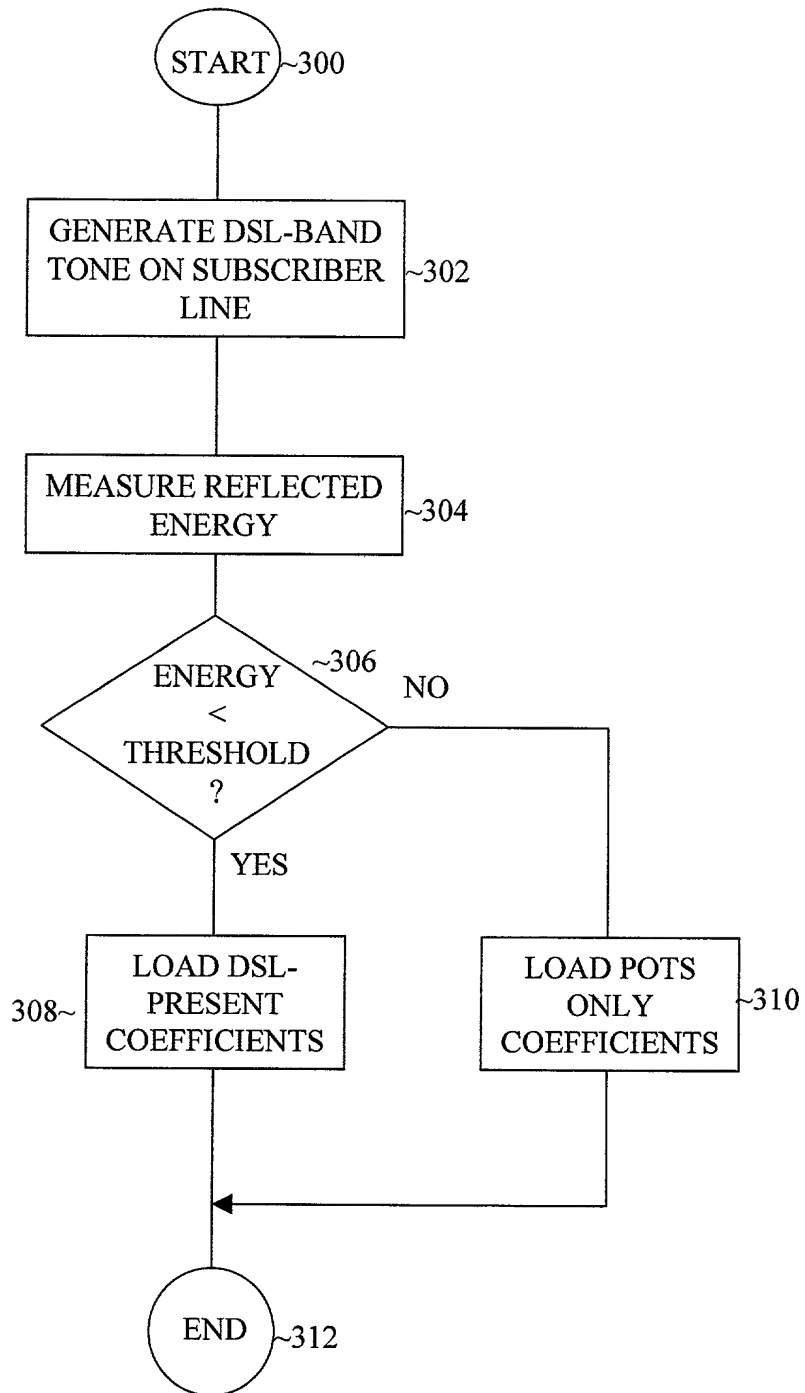 START ~300
GENERATE DSL-BAND
TONE ON SUBSCRIBER
LINE
~302
MEASURE REFLECTED
ENERGY
~304
~306
ENERGY
<
THRESHOLD
?
NO
YES
LOAD DSL-
PRESENT
COEFFICIENTS
308~
LOAD POTS
ONLY
COEFFICIENTS
~310
END ~312